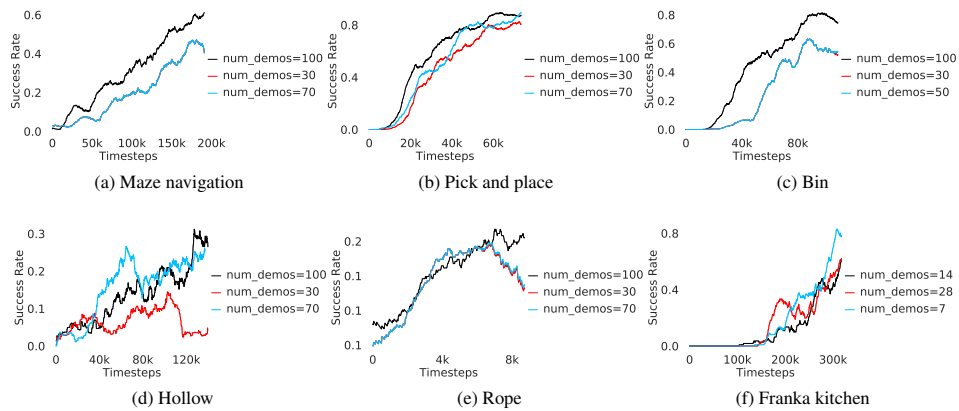 Success Rate
0.6
0.4
0.2
0.0
0
50k
100k
150k
200k
Timesteps
num_demos=100
num_demos=30
num_demos=70
(a) Maze navigation
Success Rate
0.8
0.4
0.0
0
20k
40k
60k
Timesteps
num_demos=100
num_demos=30
num_demos=70
(b) Pick and place
Success Rate
0.8
0.6
0.4
0.2
0.0
0
40k
80k
Timesteps
num_demos=100
num_demos=30
num_demos=50
(c) Bin
Success Rate
0.3
0.2
0.1
0.0
0
40k
80k
120k
Timesteps
num_demos=100
num_demos=30
num_demos=70
(d) Hollow
Success Rate
0.2
0.1
0.1
0.1
0
4k
8k
Timesteps
num_demos=100
num_demos=30
num_demos=70
(e) Rope
Success Rate
0.8
0.4
0.0
0
100k
200k
300k
Timesteps
num_demos=14
num_demos=28
num_demos=7
(f) Franka kitchen